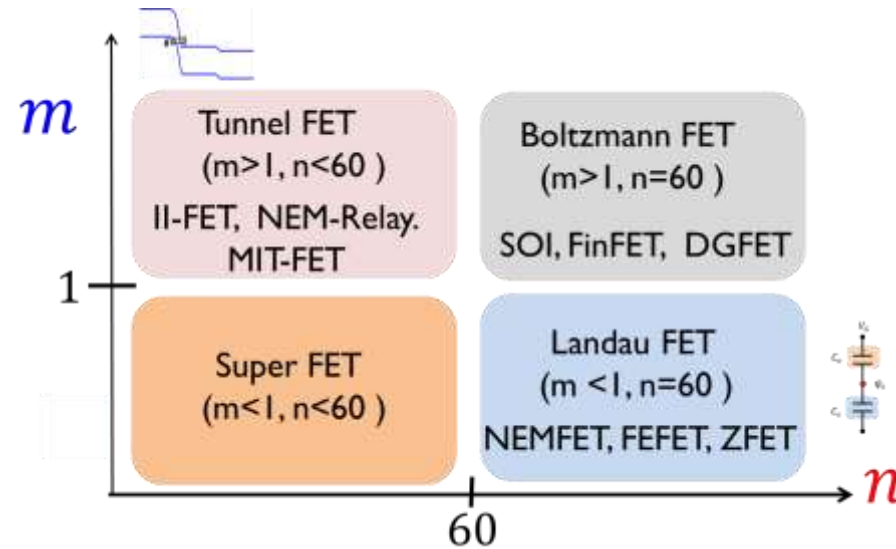 m
Tunnel FET
(m>1, n<60 )
II-FET, NEM-Relay.
MIT-FET
Boltzmann FET
(m>1, n=60 )
SOI, FinFET, DGFET
1
Super FET
(m<1, n<60 )
Landau FET
(m <1, n=60 )
NEMFET, FEFET, ZFET
n
60